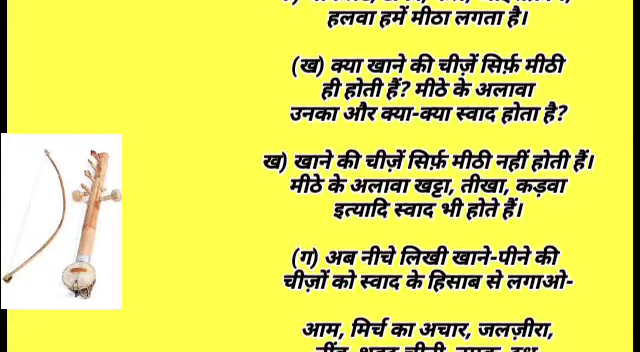 हलवा हमें मीठा लगता है।
(ख) क्या खाने की चीज़ें सिर्फ़ मीठी
ही होती हैं? मीठे के अलावा
उनका और क्या-क्या स्वाद होता है?
ख) खाने की चीज़ें सिर्फ़ मीठी नहीं होती हैं।
मीठे के अलावा खट्टा, तीखा, कड़वा
इत्यादि स्वाद भी होते हैं।
(ग) अब नीचे लिखी खाने-पीने की
चीज़ों को स्वाद के हिसाब से लगाओ-
आम, मिर्च का अचार, जलज़ीरा,